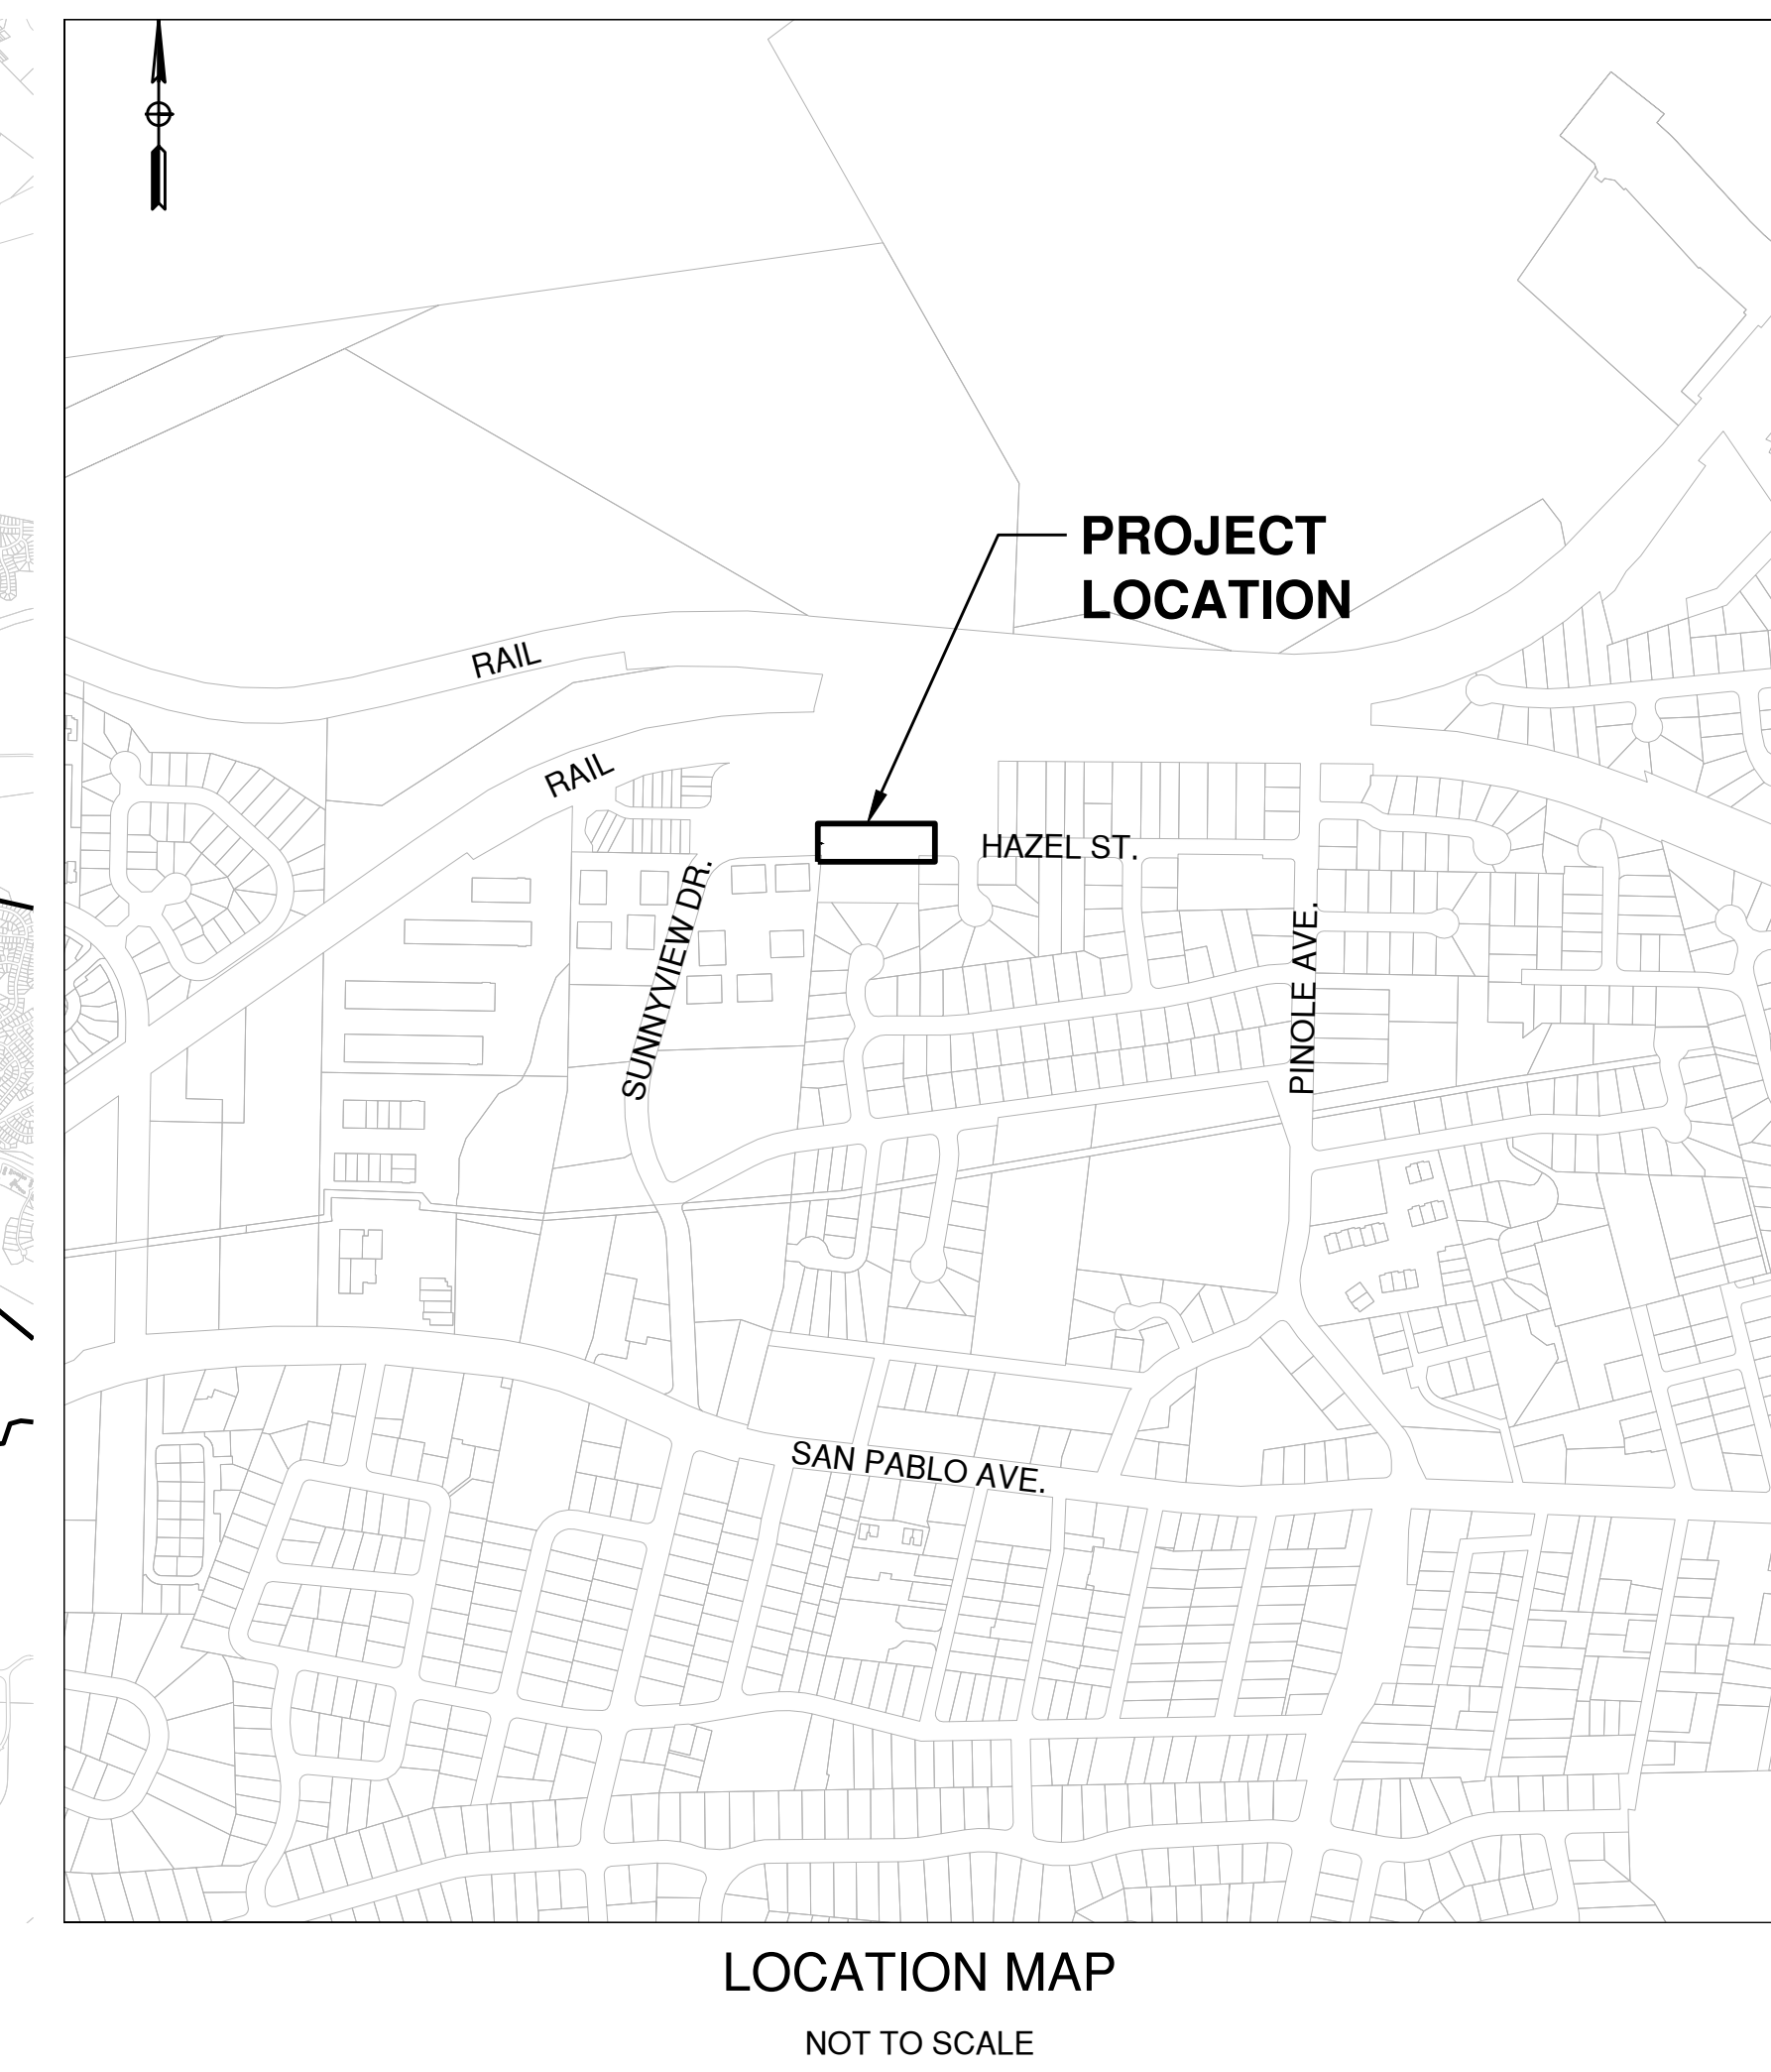 PROJECT
LOCATION
RAIL
RAIL
HAZEL ST.
SUNNYVIEW DR.
PINOLE AVE.
SAN PABLO AVE.
LOCATION MAP
NOT TO SCALE